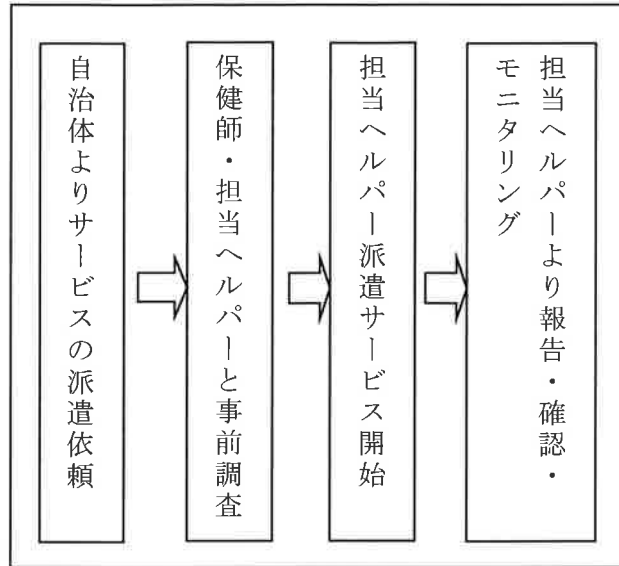 自治体よりサービスの派遣依頼
保健師・担当ヘルパーと事前調査
担当ヘルパー派遣サービス開始
担当ヘルパーより報告・確認・
モニタリング